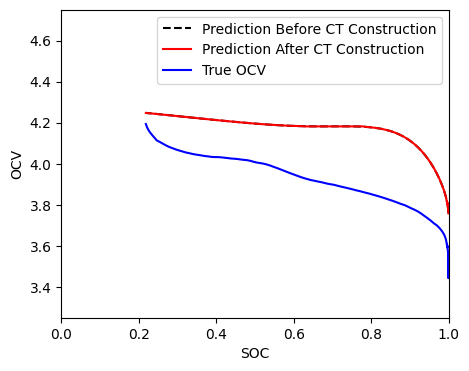 Prediction Before CT Construction
Prediction After CT Construction
True OCV
4.6
4.4
4.2
4.0
3.8
3.6
3.4
OCV
0.0 0.2 0.4 0.6 0.8 1.0
SOC